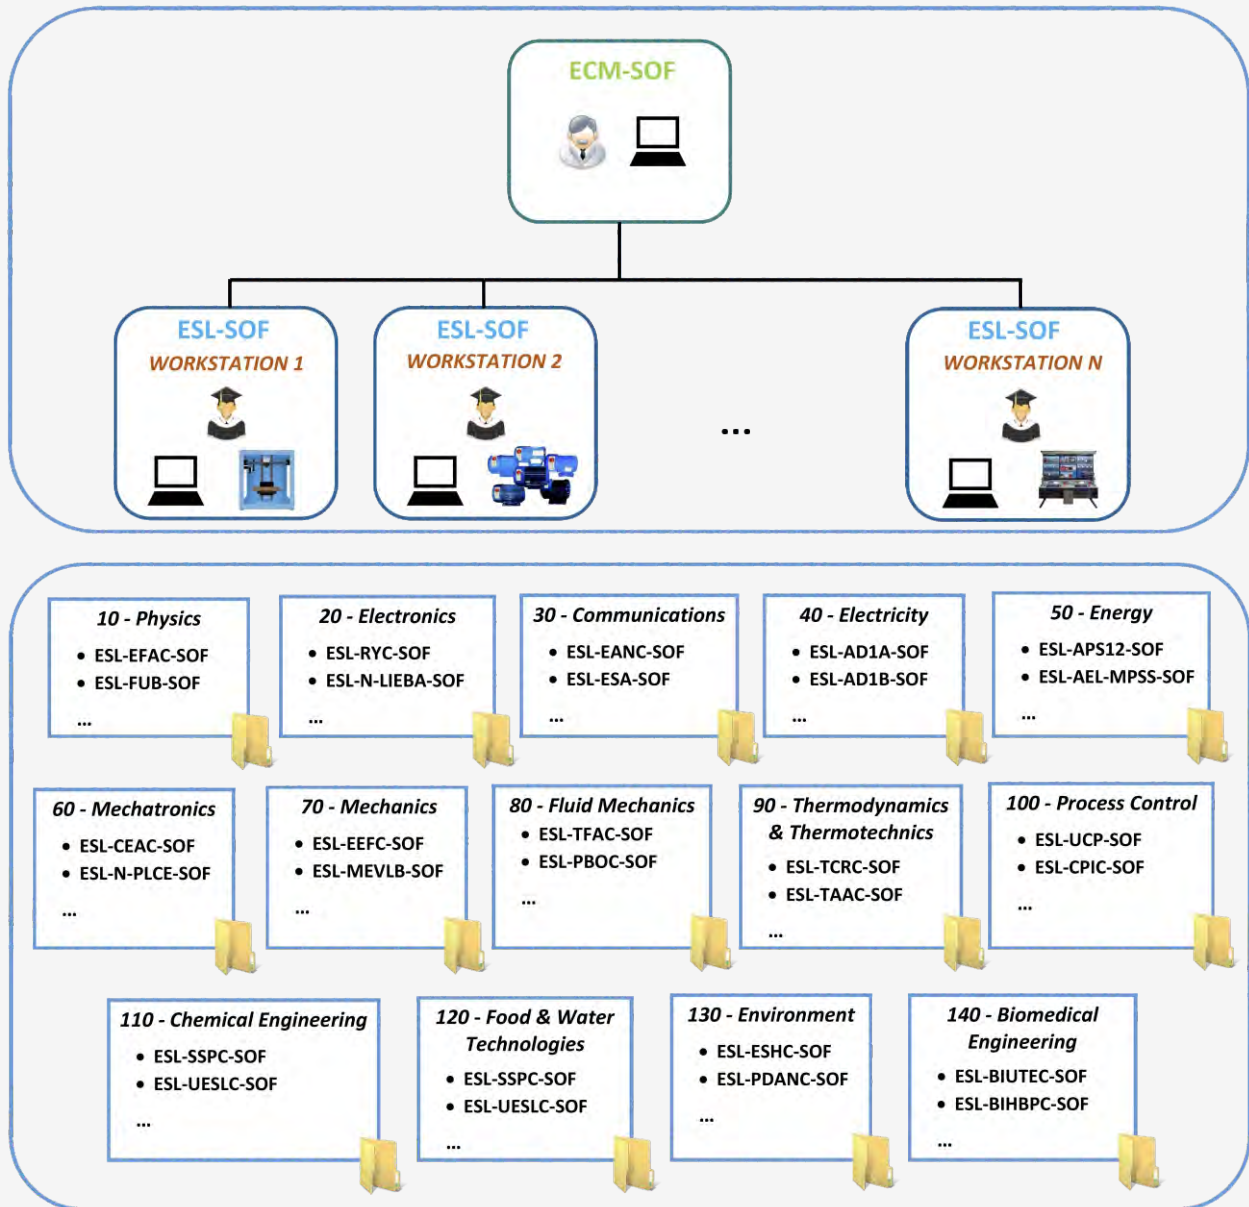 ECM-SOF
ESL-SOF
WORKSTATION 1
ESL-SOF
WORKSTATION 2
...
ESL-SOF
WORKSTATION N
10 - Physics
• ESL-EFAC-SOF
• ESL-FUB-SOF
...
20 - Electronics
• ESL-RYC-SOF
• ESL-N-LIEBA-SOF
...
30 - Communications
• ESL-EANC-SOF
• ESL-ESA-SOF
...
40 - Electricity
• ESL-AD1A-SOF
• ESL-AD1B-SOF
...
50 - Energy
• ESL-APS12-SOF
• ESL-AEL-MPSS-SOF
...
60 - Mechatronics
• ESL-CEAC-SOF
• ESL-N-PLCE-SOF
...
70 - Mechanics
• ESL-EEFC-SOF
• ESL-MEVLB-SOF
...
80 - Fluid Mechanics
• ESL-TFAC-SOF
• ESL-PBOC-SOF
...
90 - Thermodynamics
& Thermotechnics
• ESL-TCRC-SOF
• ESL-TAAC-SOF
...
100 - Process Control
• ESL-UCP-SOF
• ESL-CPIC-SOF
...
110 - Chemical Engineering
• ESL-SSPC-SOF
• ESL-UESLC-SOF
...
120 - Food & Water
Technologies
• ESL-SSPC-SOF
• ESL-UESLC-SOF
...
130 - Environment
• ESL-ESHC-SOF
• ESL-PDANC-SOF
...
140 - Biomedical
Engineering
• ESL-BIUTEC-SOF
• ESL-BIHBPC-SOF
...